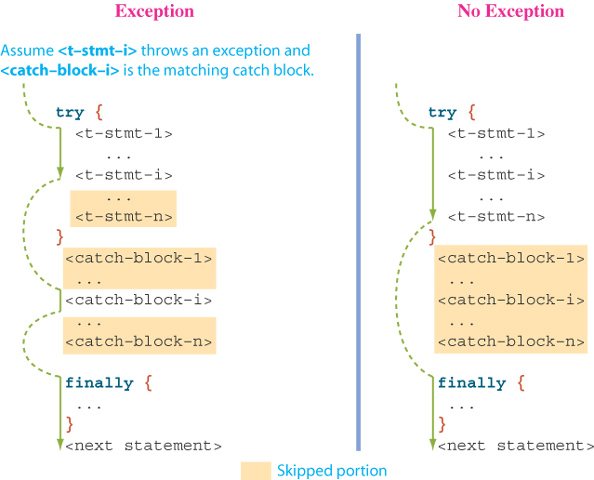 Exception
Assume <t-stmt-i> throws an exception and
<catch-block-i> is the matching catch block.
try {
<t-stmt-1>
...
<t-stmt-i>
...
<t-stmt-n>
}
<catch-block-1>
...
<catch-block-i>
...
<catch-block-n>
finally {
...
}
<next statement>
No Exception
try {
<t-stmt-1>
...
<t-stmt-i>
...
<t-stmt-n>
}
<catch-block-1>
...
<catch-block-i>
...
<catch-block-n>
finally {
...
}
<next statement>
Skipped portion